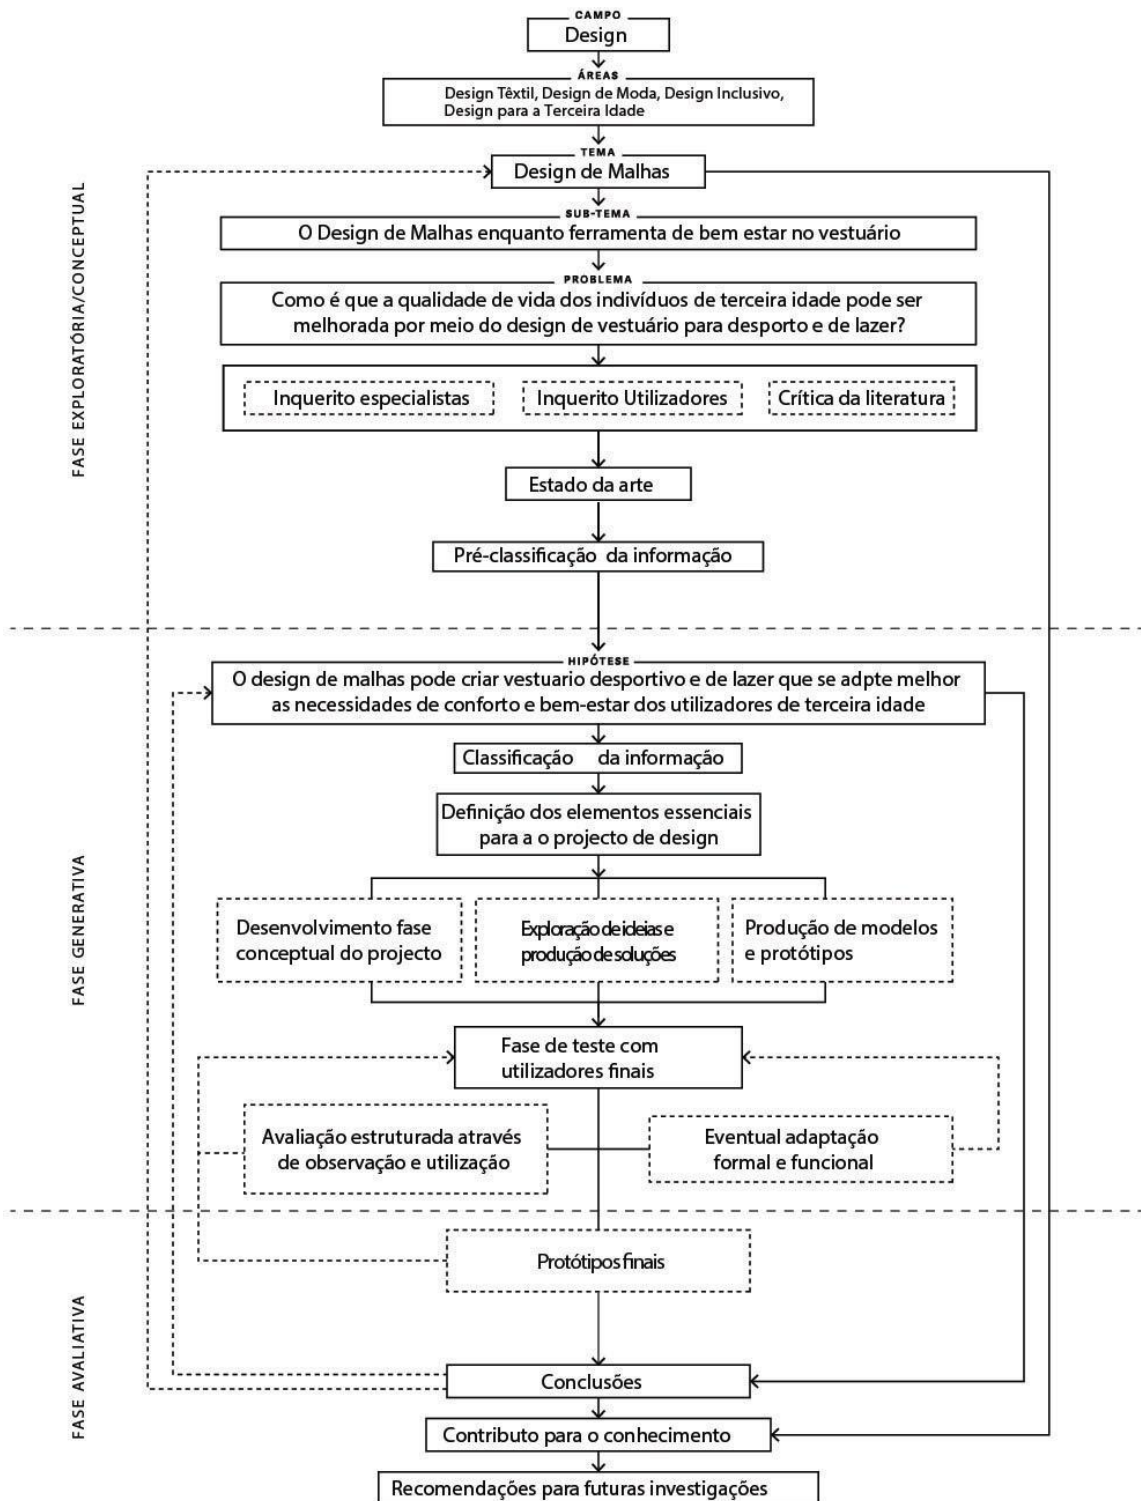 CAMPO
Design
ÁREAS
Design Têxtil, Design de Moda, Design Inclusivo,
Design para a Terceira Idade
TEMA
Design de Malhas
SUB-TEMA
O Design de Malhas enquanto ferramenta de bem estar no vestuário
PROBLEMA
Como é que a qualidade de vida dos indivíduos de terceira idade pode ser
melhorada por meio do design de vestuário para desporto e de lazer?
Inquerito especialistas
Inquerito Utilizadores
Crítica da literatura
Estado da arte
Pré-classificação da informação
FASE EXPLORATÓRIA/CONCEPTUAL
HIPÓTESE
O design de malhas pode criar vestuario desportivo e de lazer que se adpte melhor
as necessidades de conforto e bem-estar dos utilizadores de terceira idade
Classificação da informação
Definição dos elementos essenciais
para a o projecto de design
Desenvolvimento fase
conceptual do projecto
Exploração de ideias e
produção de soluções
Produção de modelos
e protótipos
Fase de teste com
utilizadores finais
Avaliação estruturada através
de observação e utilização
Eventual adaptação
formal e funcional
FASE GENERATIVA
Protótipos finais
Conclusões
Contributo para o conhecimento
Recomendações para futuras investigações
FASE AVALIATIVA